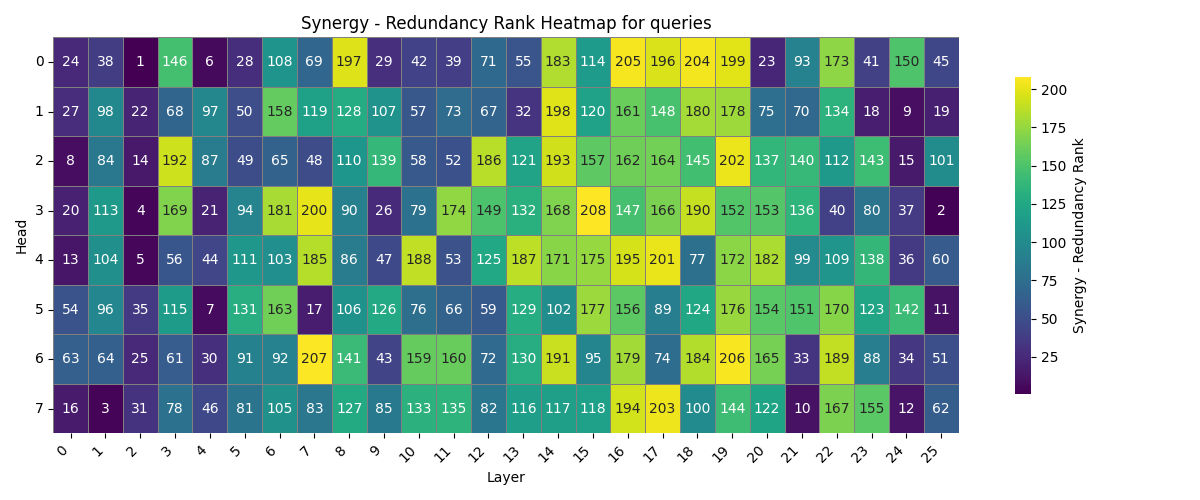 Synergy - Redundancy Rank Heatmap for queries
0 24 38 1 146 6 28 108 69 197 29 42 39 71 55 183 114 205 196 204 199 23 93 173 41 150 45
1 27 98 22 68 97 50 158 119 128 107 57 73 67 32 198 120 161 148 180 178 75 70 134 18 9 19
2 8 84 14 192 87 49 65 48 110 139 58 52 186 121 193 157 162 164 145 202 137 140 112 143 15 101
3 20 113 4 169 21 94 181 200 90 26 79 174 149 132 168 208 147 166 190 152 153 136 40 80 37 2
4 13 104 5 56 44 111 103 185 86 47 188 53 125 187 171 175 195 201 77 172 182 99 109 138 36 60
5 54 96 35 115 7 131 163 17 106 126 76 66 59 129 102 177 156 89 124 176 154 151 170 123 142 11
6 63 64 25 61 30 91 92 207 141 43 159 160 72 130 191 95 179 74 184 206 165 33 189 88 34 51
7 16 3 31 78 46 81 105 83 127 85 133 135 82 116 117 118 194 203 100 144 122 10 167 155 12 62
0 1 2 3 4 5 6 7 8 9 10 11 12 13 14 15 16 17 18 19 20 21 22 23 24 25
Layer
Head
200
175
150
125
100
75
50
25
Synergy - Redundancy Rank